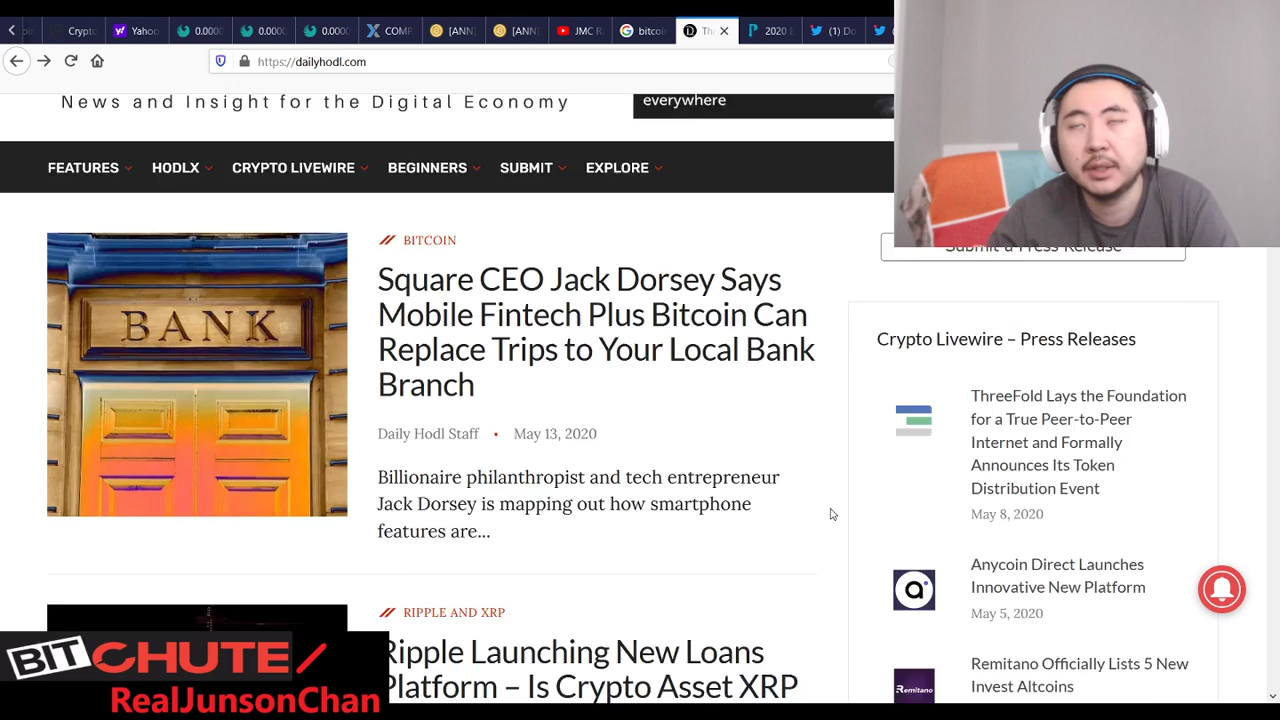 Crypto
Yahoo
0.0000
0.0000
0.0000
COMP
[ANN]
[ANN]
JMC R
bitcoi
Th
2020
(1) Do
https://dailyhodl.com
News and Insight for the Digital Economy
everywhere
FEATURES
HODLX
CRYPTO LIVEWIRE
BEGINNERS
SUBMIT
EXPLORE
BANK
BITCOIN
Square CEO Jack Dorsey Says
Mobile Fintech Plus Bitcoin Can
Replace Trips to Your Local Bank
Branch
Daily Hodl Staff • May 13, 2020
Billionaire philanthropist and tech entrepreneur
Jack Dorsey is mapping out how smartphone
features are...
RIPPLE AND XRP
Ripple Launching New Loans
Platform – Is Crypto Asset XRP
Submit a Press Release
Crypto Livewire – Press Releases
ThreeFold Lays the Foundation
for a True Peer-to-Peer
Internet and Formally
Announces Its Token
Distribution Event
May 8, 2020
Anycoin Direct Launches
Innovative New Platform
May 5, 2020
Remitano
Remitano Officially Lists 5 New
Invest Altcoins
BITCHUTE/
RealJunsonChan